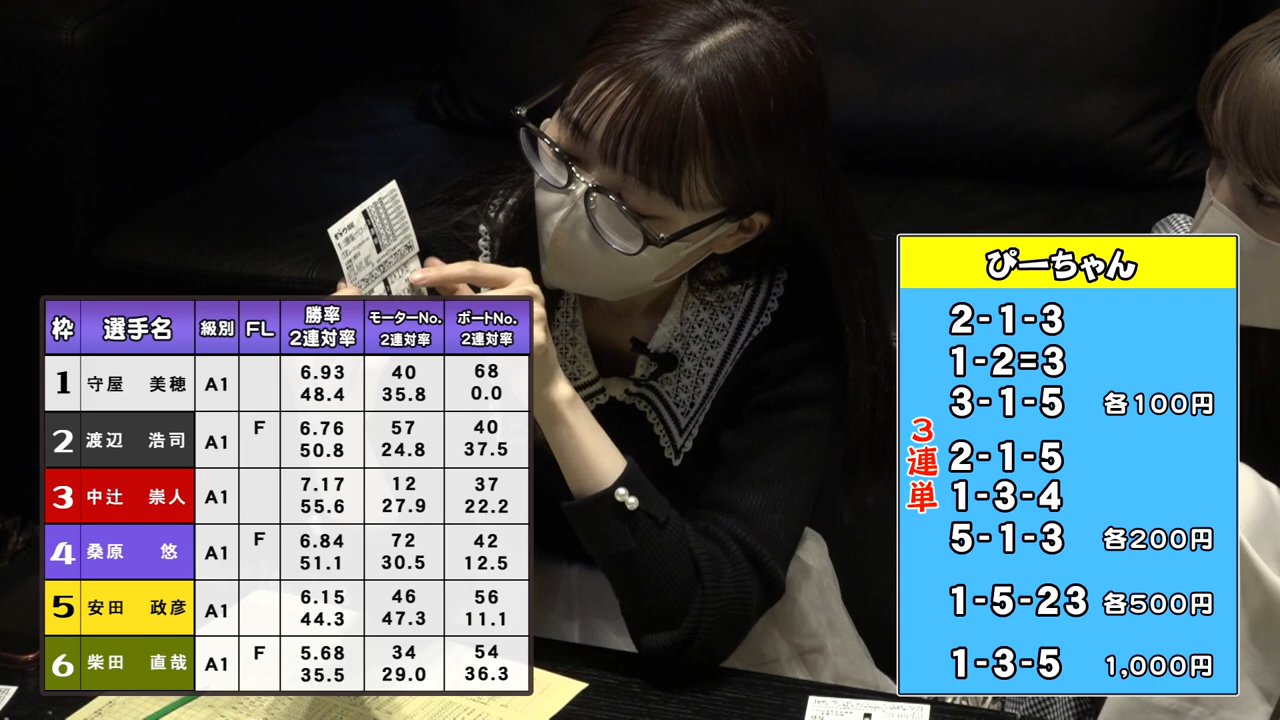 枠 選手名 級別 FL 勝率 2連対率 モーターNo. 2連対率 ボートNo. 2連対率
1 守屋 美穂 A1 6.93 48.4 40 35.8 68 0.0
2 渡辺 浩司 A1 F 6.76 50.8 57 24.8 40 37.5
3 中辻 崇人 A1 7.17 55.6 12 27.9 37 22.2
4 桑原 悠 A1 F 6.84 51.1 72 30.5 42 12.5
5 安田 政彦 A1 6.15 44.3 46 47.3 56 11.1
6 柴田 直哉 A1 F 5.68 35.5 34 29.0 54 36.3
ぴーちゃん
3連単
2-1-3
1-2=3
3-1-5 各100円
2-1-5
1-3-4
5-1-3 各200円
1-5-23 各500円
1-3-5 1,000円